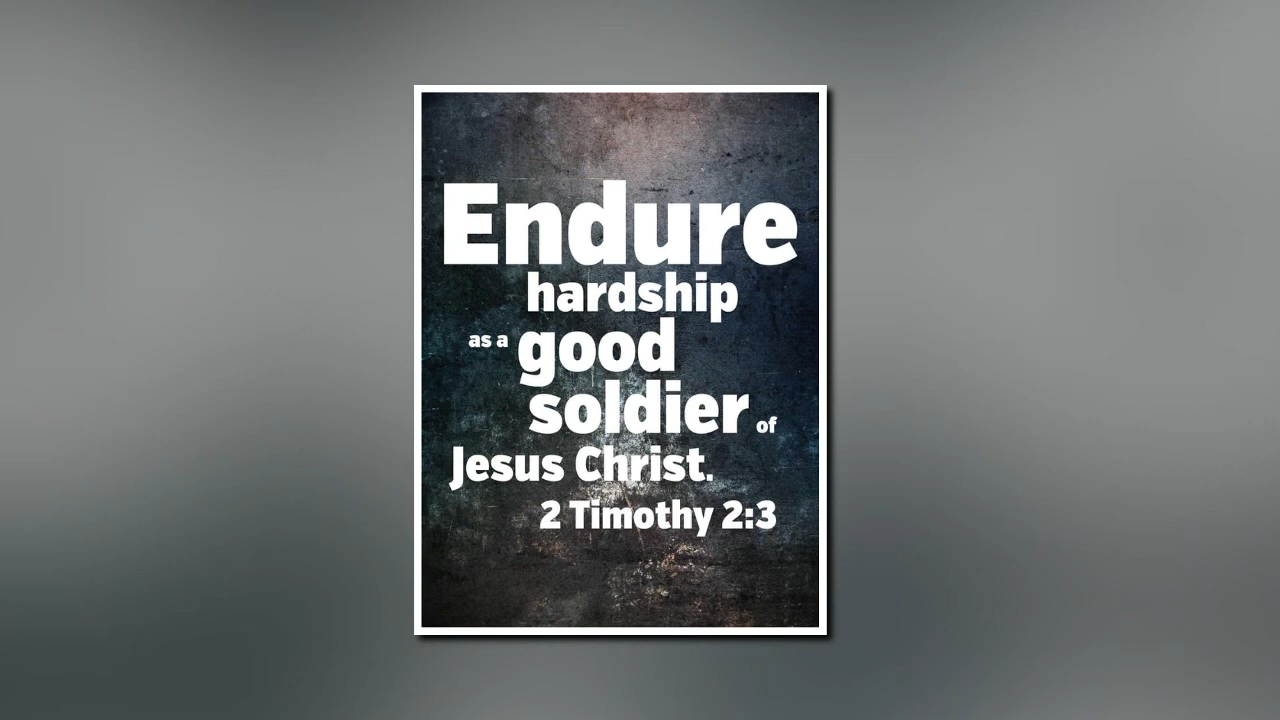 Endure
hardship
as a good
soldier of
Jesus Christ.
2 Timothy 2:3